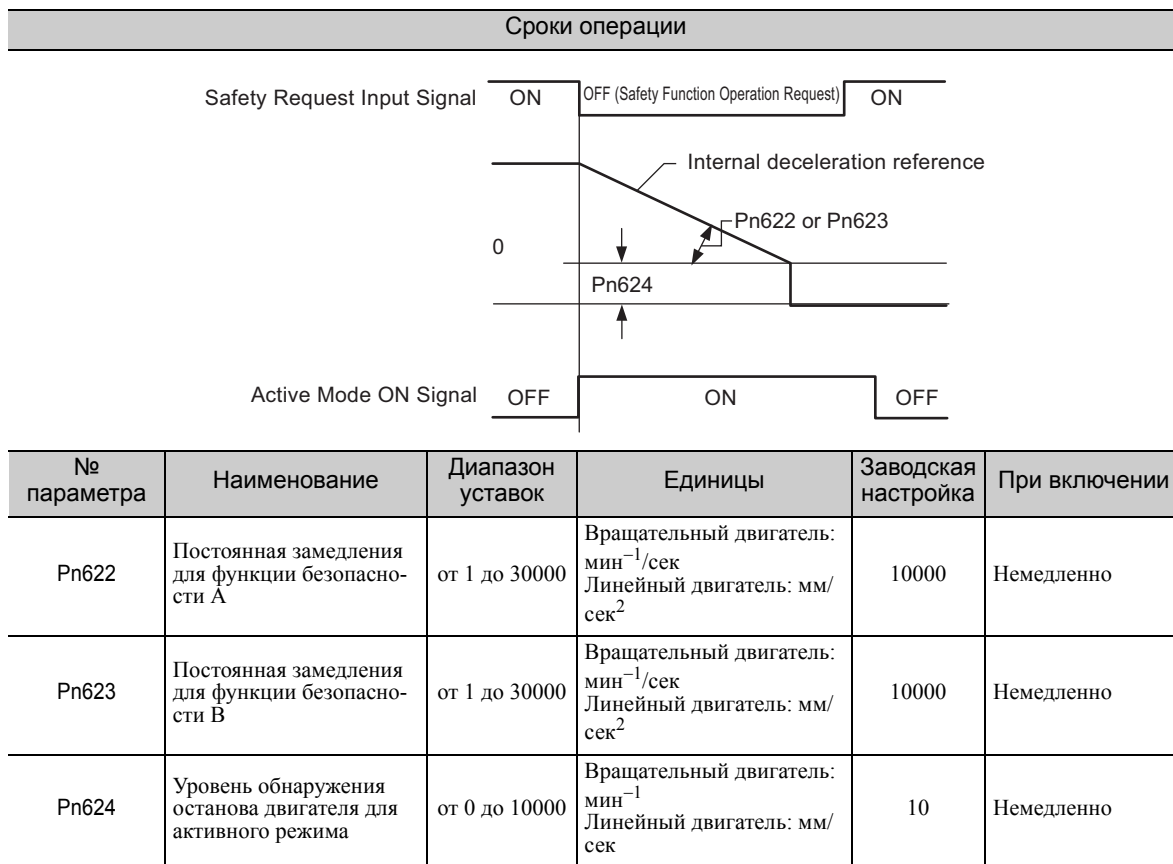 Сроки операции
Safety Request Input Signal ON OFF (Safety Function Operation Request) ON
Internal deceleration reference
Pn622 or Pn623
0
Pn624
Active Mode ON Signal OFF ON OFF
№ параметра Наименование Диапазон уставок Единицы Заводская настройка При включении
Pn622
Постоянная замедления
для функции безопасно-
сти A
от 1 до 30000
Вращательный двигатель:
мин⁻¹/сек
Линейный двигатель: мм/
сек²
10000
Немедленно
Pn623
Постоянная замедления
для функции безопасно-
сти B
от 1 до 30000
Вращательный двигатель:
мин⁻¹/сек
Линейный двигатель: мм/
сек²
10000
Немедленно
Pn624
Уровень обнаружения
останова двигателя для
активного режима
от 0 до 10000
Вращательный двигатель:
мин⁻¹
Линейный двигатель: мм/
сек
10
Немедленно